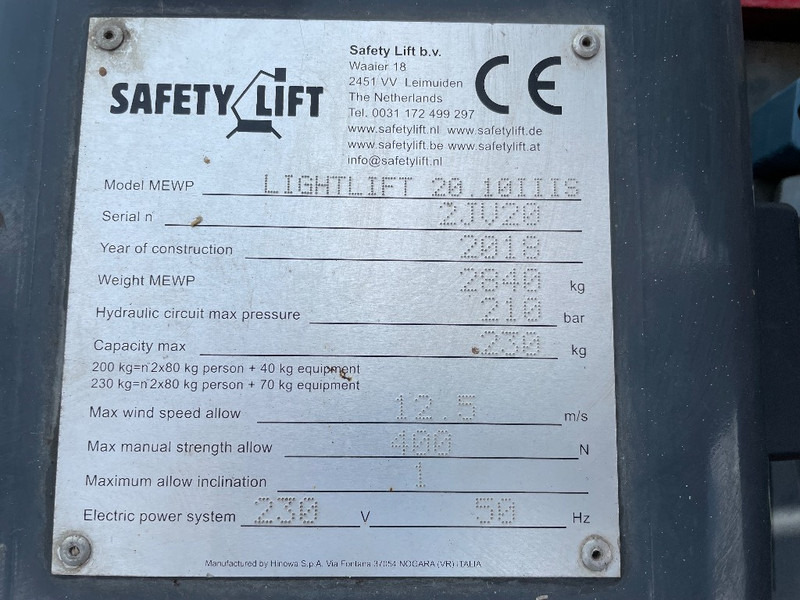 SAFETY LIFT
Safety Lift b.v.
Waaier 18
2451 VV Leimuiden
The Netherlands
Tel. 0031 172 499 297
www.safetylift.nl www.safetylift.de
www.safetylift.be www.safetylift.at
info@safetylift.nl
CE
Model MEWP LIGHTLIFT 20.10IIIS
Serial n 2JV20
Year of construction 2018
Weight MEWP 2840 kg
Hydraulic circuit max pressure 210 bar
Capacity max 230 kg
200 kg=n 2x80 kg person + 40 kg equipment
230 kg=n 2x80 kg person + 70 kg equipment
Max wind speed allow 12.5 m/s
Max manual strength allow 400 N
Maximum allow inclination 1
Electric power system 230 V 50 Hz
Manufactured by Hinowa S.p.A. Via Fontana 37054 NOGARA (VR) ITALIA